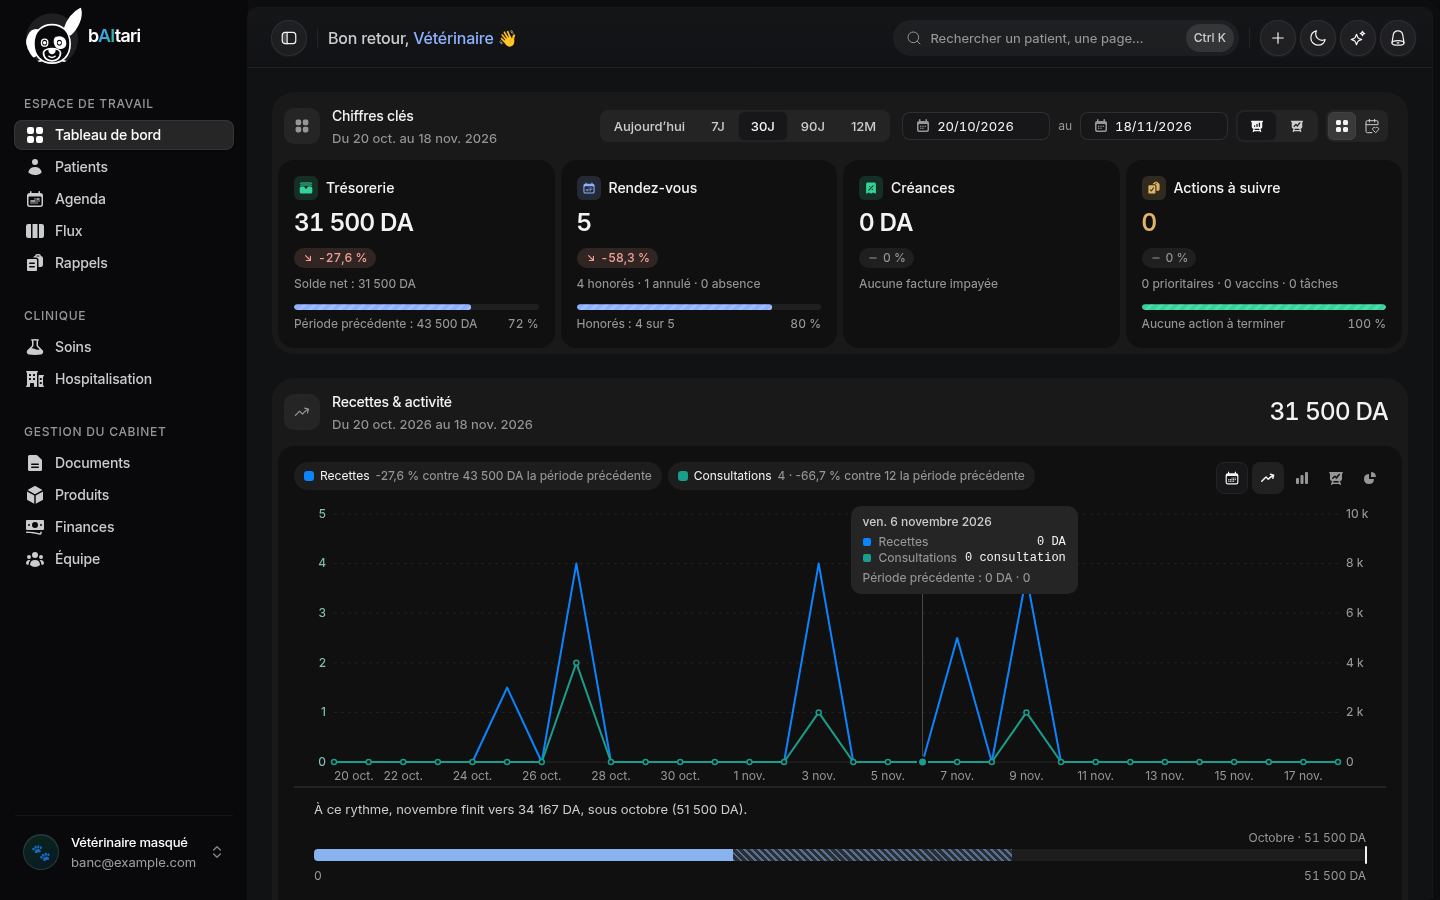 bAItari
Bon retour, Vétérinaire 👋
Rechercher un patient, une page...
Ctrl K
ESPACE DE TRAVAIL
Tableau de bord
Patients
Agenda
Flux
Rappels
CLINIQUE
Soins
Hospitalisation
GESTION DU CABINET
Documents
Produits
Finances
Équipe
Vétérinaire masqué
banc@example.com
Chiffres clés
Du 20 oct. au 18 nov. 2026
Aujourd'hui 7J 30J 90J 12M
20/10/2026 au 18/11/2026
Trésorerie
31 500 DA
-27,6 %
Solde net : 31 500 DA
Période précédente : 43 500 DA 72 %
Rendez-vous
5
-58,3 %
4 honorés · 1 annulé · 0 absence
Honorés : 4 sur 5 80 %
Créances
0 DA
0 %
Aucune facture impayée
Actions à suivre
0
0 %
0 prioritaires · 0 vaccins · 0 tâches
Aucune action à terminer 100 %
Recettes & activité
Du 20 oct. 2026 au 18 nov. 2026
31 500 DA
Recettes -27,6 % contre 43 500 DA la période précédente
Consultations 4 · -66,7 % contre 12 la période précédente
5 10 k
4 8 k
3 6 k
2 4 k
1 2 k
0 0
ven. 6 novembre 2026
Recettes 0 DA
Consultations 0 consultation
Période précédente : 0 DA · 0
20 oct. 22 oct. 24 oct. 26 oct. 28 oct. 30 oct. 1 nov. 3 nov. 5 nov. 7 nov. 9 nov. 11 nov. 13 nov. 15 nov. 17 nov.
À ce rythme, novembre finit vers 34 167 DA, sous octobre (51 500 DA).
Octobre · 51 500 DA
0 51 500 DA